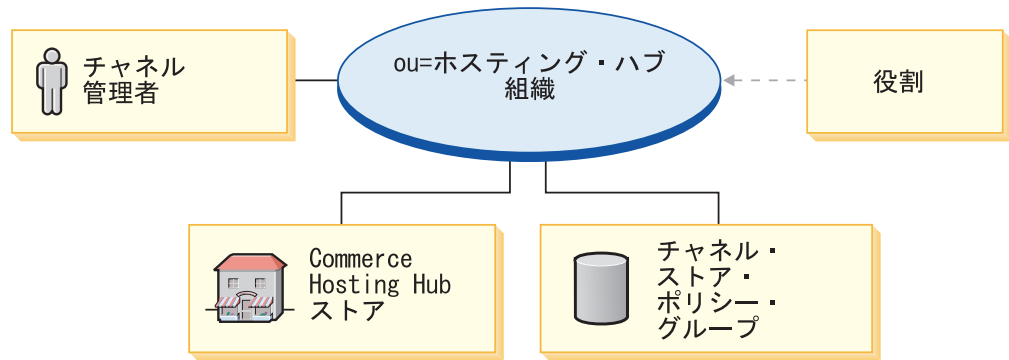 チャネル
管理者
ou=ホスティング・ハブ
組織
役割
Commerce
Hosting Hub
ストア
チャネル・
ストア・
ポリシー・
グループ